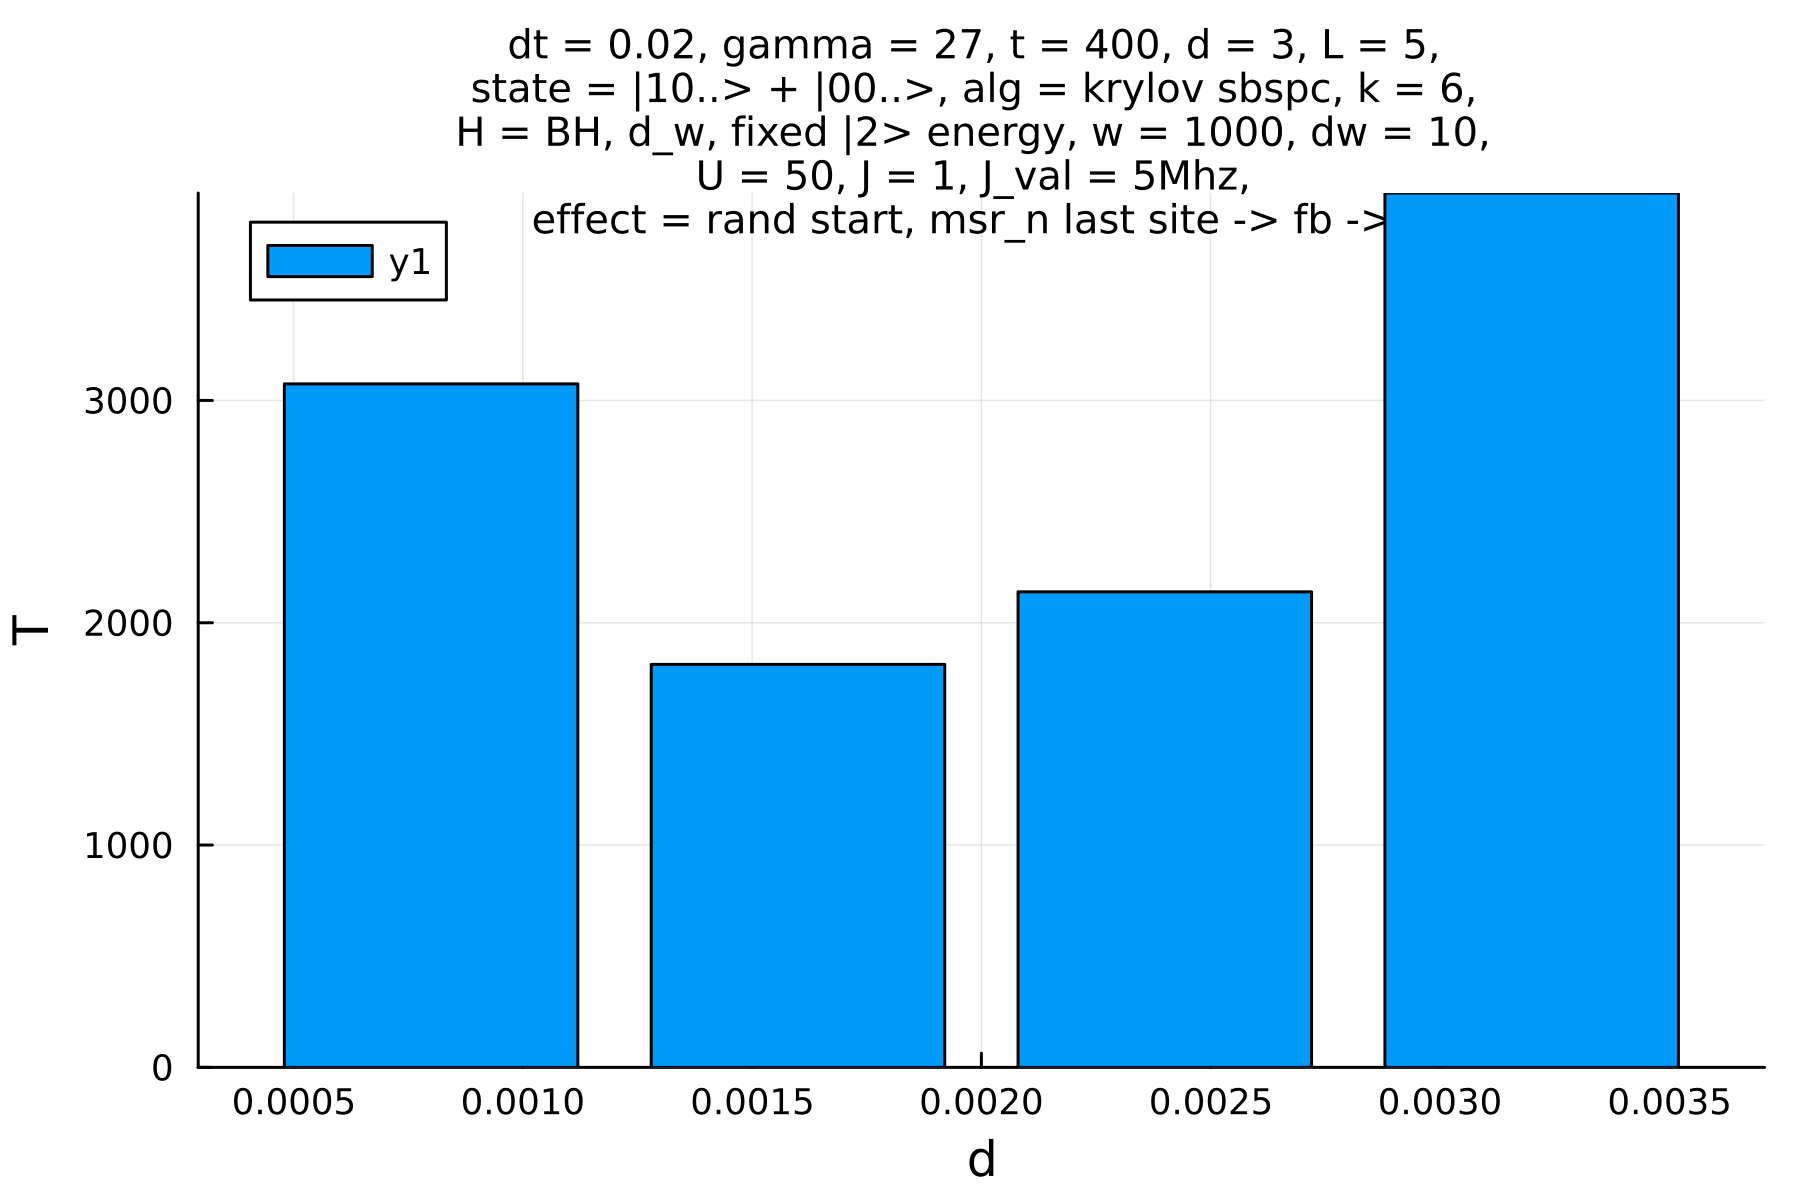 dt = 0.02, gamma = 27, t = 400, d = 3, L = 5,
state = |10..> + |00..>, alg = krylov sbspc, k = 6,
H = BH, d_w, fixed |2> energy, w = 1000, dw = 10,
U = 50, J = 1, J_val = 5Mhz,
effect = rand start, msr_n last site -> fb ->
y1
3000
2000
1000
0
T
0.0005 0.0010 0.0015 0.0020 0.0025 0.0030 0.0035
d